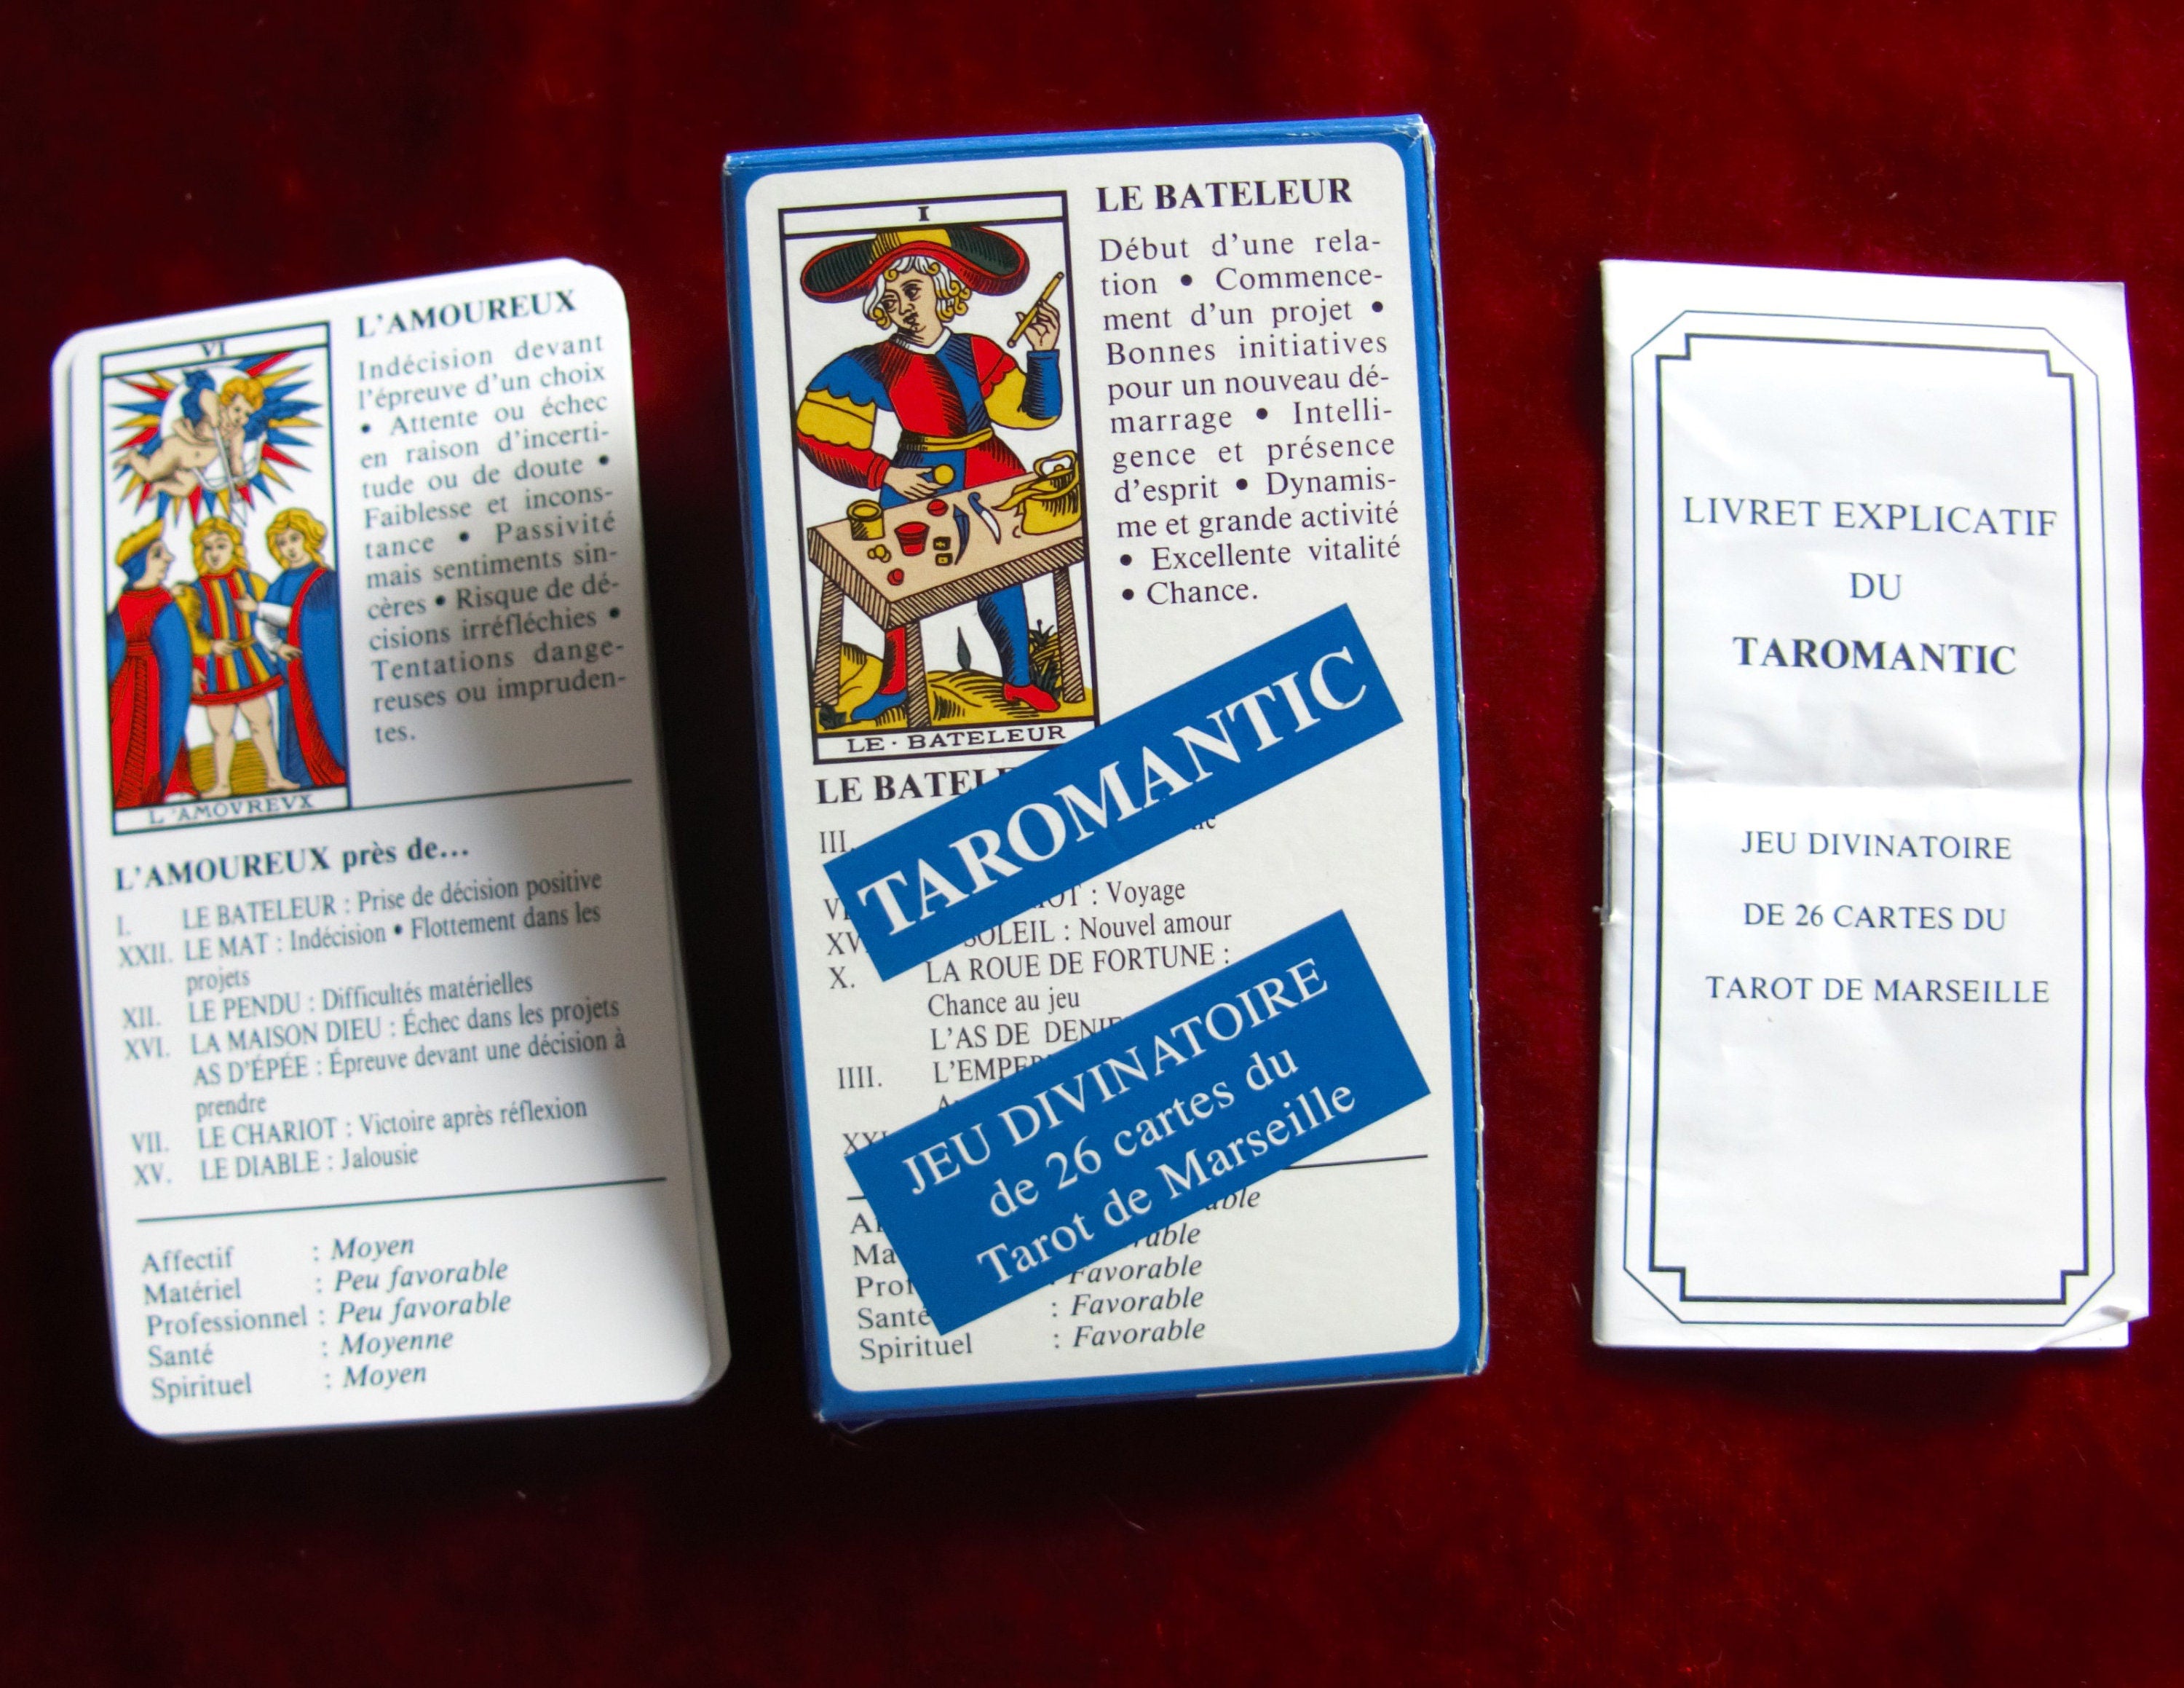 VI
L'AMOVREVX
L'AMOUREUX
Indécision devant
l'épreuve d'un choix
• Attente ou échec
en raison d'incerti-
tude ou de doute •
Faiblesse et incons-
tance • Passivité
mais sentiments sin-
cères • Risque de dé-
cisions irréfléchies •
Tentations dange-
reuses ou impruden-
tes.
L'AMOUREUX près de...
I. LE BATELEUR : Prise de décision positive
XXII. LE MAT : Indécision • Flottement dans les
projets
XII. LE PENDU : Difficultés matérielles
XVI. LA MAISON DIEU : Échec dans les projets
AS D'ÉPÉE : Épreuve devant une décision à
prendre
VII. LE CHARIOT : Victoire après réflexion
XV. LE DIABLE : Jalousie
Affectif : Moyen
Matériel : Peu favorable
Professionnel : Peu favorable
Santé : Moyenne
Spirituel : Moyen
I
LE • BATELEUR
LE BATELEUR
Début d'une rela-
tion • Commence-
ment d'un projet •
Bonnes initiatives
pour un nouveau dé-
marrage • Intelli-
gence et présence
d'esprit • Dynamis-
me et grande activité
• Excellente vitalité
• Chance.
LE
III.
TAROMANTIC
: Voyage
SOLEIL : Nouvel amour
X. LA ROUE DE FORTUNE :
Chance au jeu
L'AS DE
IIII.
JEU DIVINATOIRE
de 26 cartes du
Tarot de Marseille
Favorable
Santé : Favorable
Spirituel : Favorable
LIVRET EXPLICATIF
DU
TAROMANTIC
JEU DIVINATOIRE
DE 26 CARTES DU
TAROT DE MARSEILLE